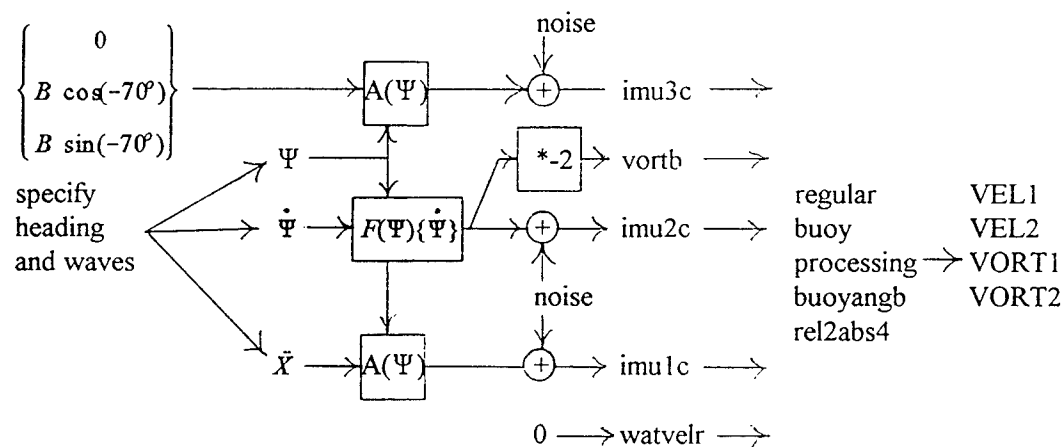 0
B cos(-70°)
B sin(-70°)
noise
A(Ψ)
+
imu3c
Ψ
*-2
vortb
specify
heading
and waves
Ψ̇
F(Ψ){Ψ̇}
+
imu2c
noise
Ẍ
A(Ψ)
+
imu1c
0
watvelr
regular
buoy
processing
buoyangb
rel2abs4
VEL1
VEL2
VORT1
VORT2